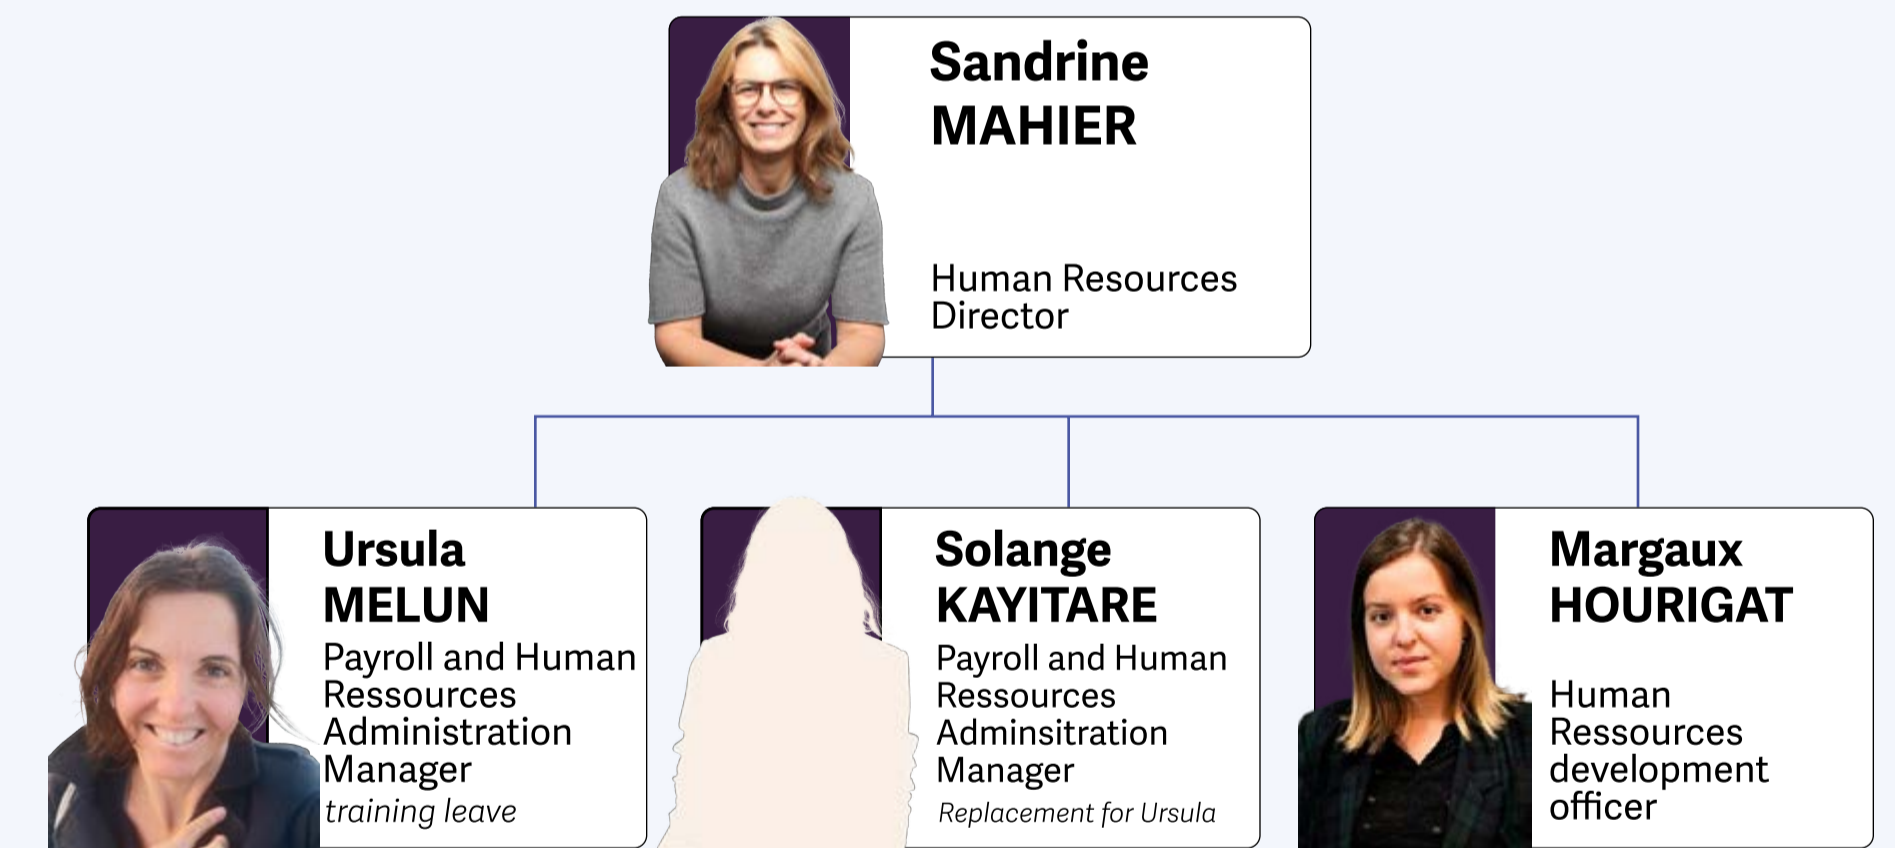 Sandrine
MAHIER
Human Resources
Director
Ursula
MELUN
Payroll and Human
Ressources
Administration
Manager
training leave
Solange
KAYITARE
Payroll and Human
Ressources
Adminsitration
Manager
Replacement for Ursula
Margaux
HOURIGAT
Human
Ressources
development
officer